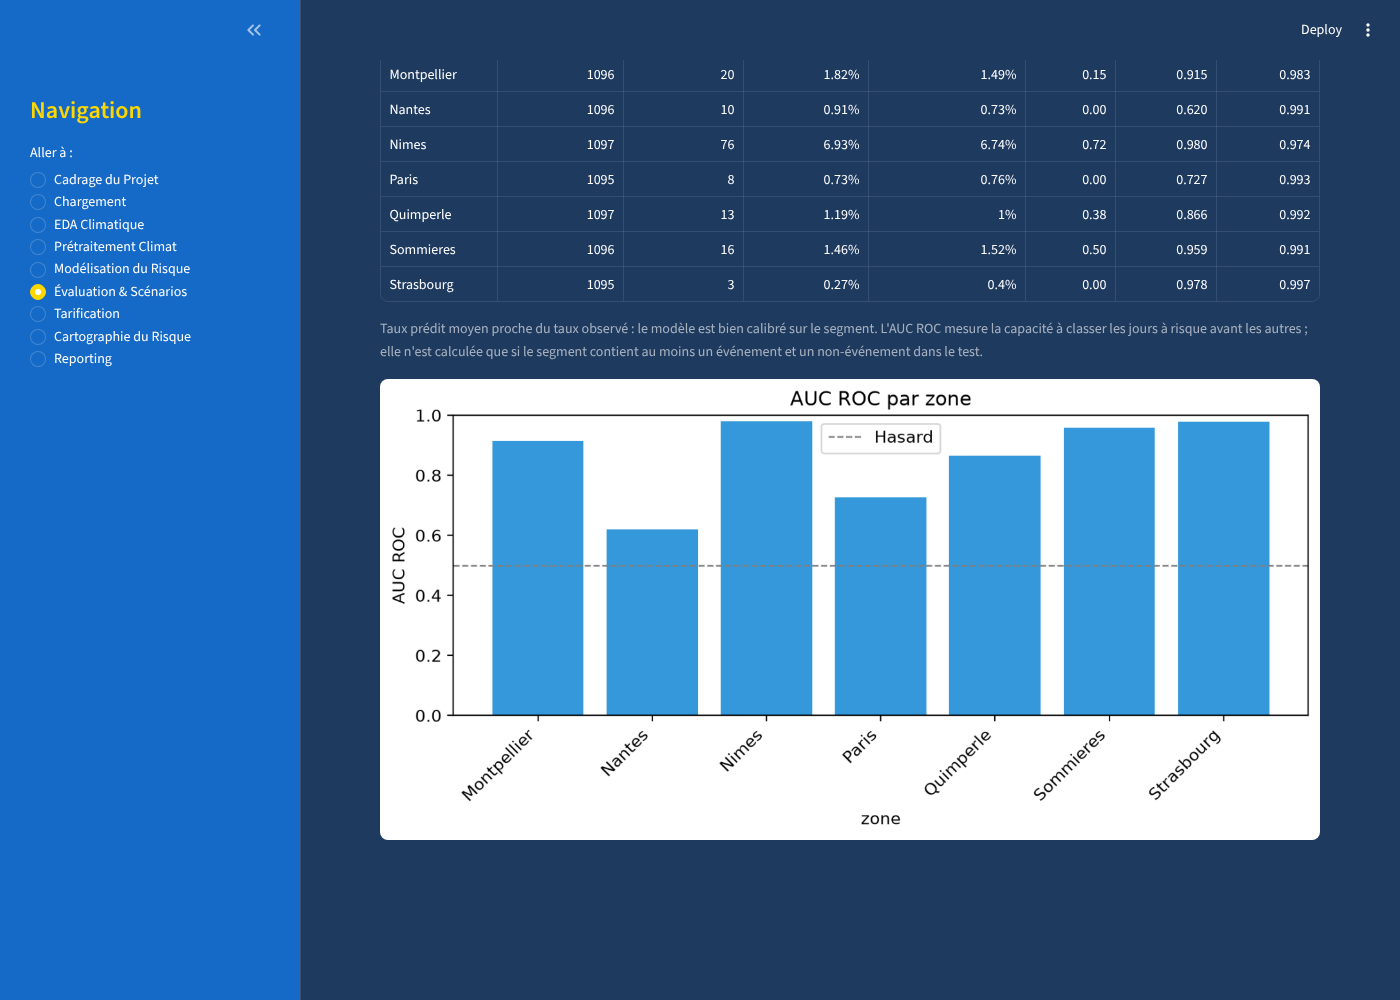 Deploy
Navigation
Aller à :
Cadrage du Projet
Chargement
EDA Climatique
Prétraitement Climat
Modélisation du Risque
Évaluation & Scénarios
Tarification
Cartographie du Risque
Reporting
Montpellier 1096 20 1.82% 1.49% 0.15 0.915 0.983
Nantes 1096 10 0.91% 0.73% 0.00 0.620 0.991
Nimes 1097 76 6.93% 6.74% 0.72 0.980 0.974
Paris 1095 8 0.73% 0.76% 0.00 0.727 0.993
Quimperle 1097 13 1.19% 1% 0.38 0.866 0.992
Sommieres 1096 16 1.46% 1.52% 0.50 0.959 0.991
Strasbourg 1095 3 0.27% 0.4% 0.00 0.978 0.997
Taux prédit moyen proche du taux observé : le modèle est bien calibré sur le segment. L'AUC ROC mesure la capacité à classer les jours à risque avant les autres ;
elle n'est calculée que si le segment contient au moins un événement et un non-événement dans le test.
AUC ROC par zone
Hasard
AUC ROC
1.0
0.8
0.6
0.4
0.2
0.0
Montpellier
Nantes
Nimes
Paris
Quimperle
Sommieres
Strasbourg
zone